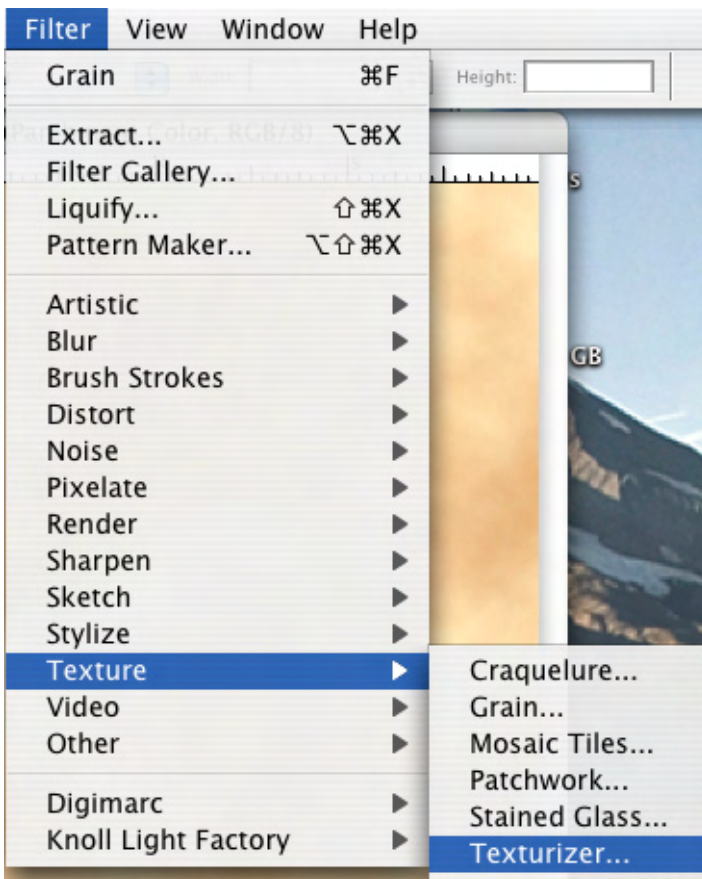 Filter View Window Help
Grain ⌘F
Height:
Extract... ⌥⌘X
Filter Gallery...
Liquify... ⇧⌘X
Pattern Maker... ⌥⇧⌘X
Artistic
Blur
GB
Brush Strokes
Distort
Noise
Pixelate
Render
Sharpen
Sketch
Stylize
Texture
Video
Other
Digimarc
Knoll Light Factory
Craquelure...
Grain...
Mosaic Tiles...
Patchwork...
Stained Glass...
Texturizer...